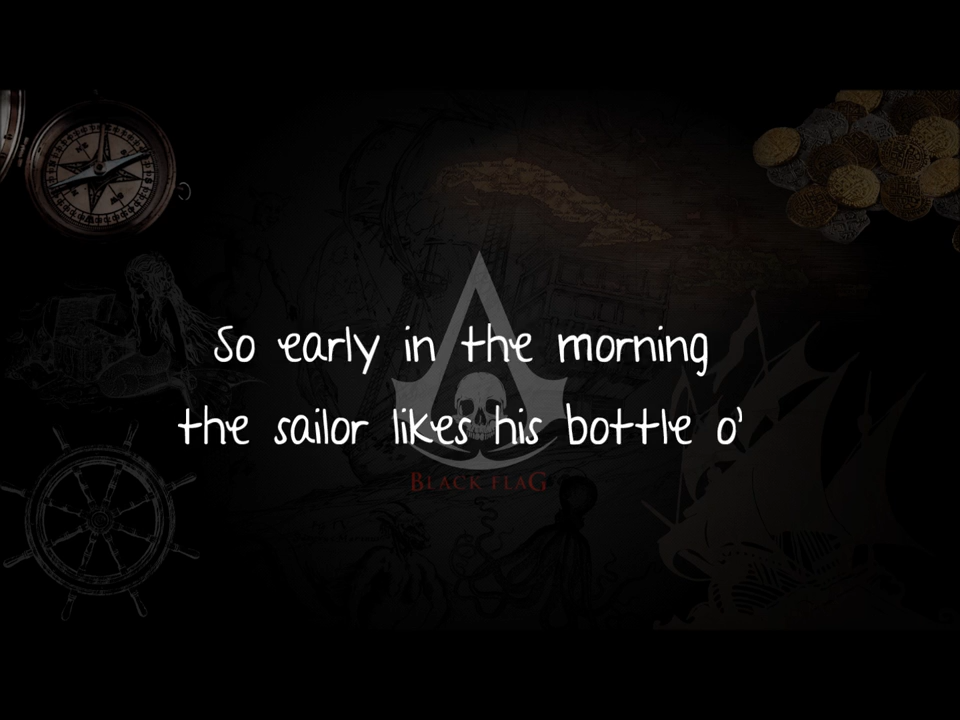 So early in the morning
the sailor likes his bottle o'
BLACK FLAG